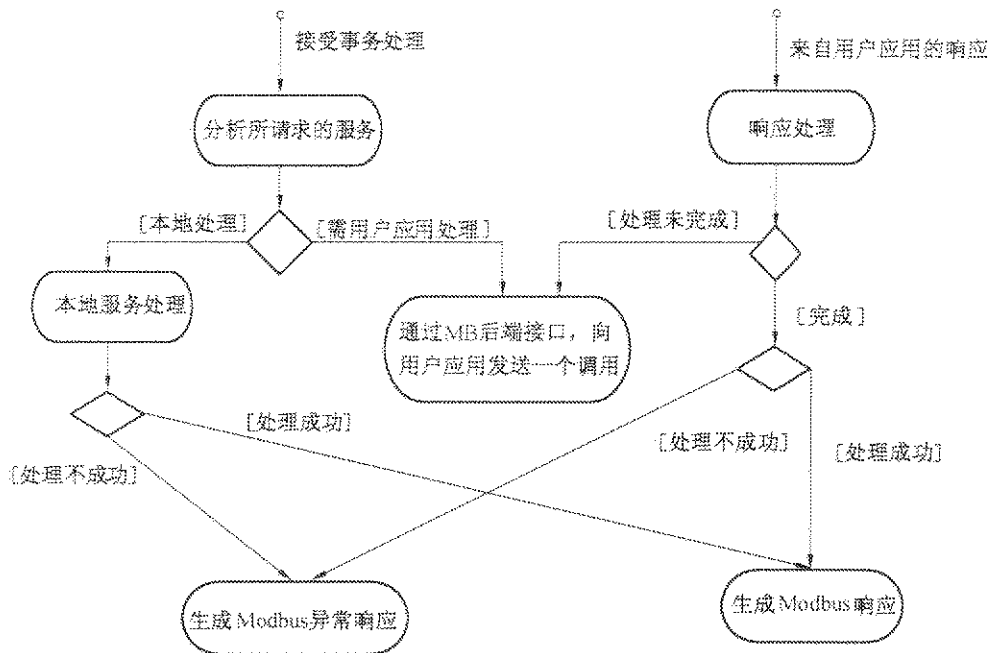 接受事务处理
来自用户应用的响应
分析所请求的服务
响应处理
[本地处理]
[需用户应用处理]
[处理未完成]
本地服务处理
通过MB后端接口，向
用户应用发送一个调用
[完成]
[处理成功]
[处理不成功]
[处理成功]
[处理不成功]
生成Modbus异常响应
生成Modbus响应